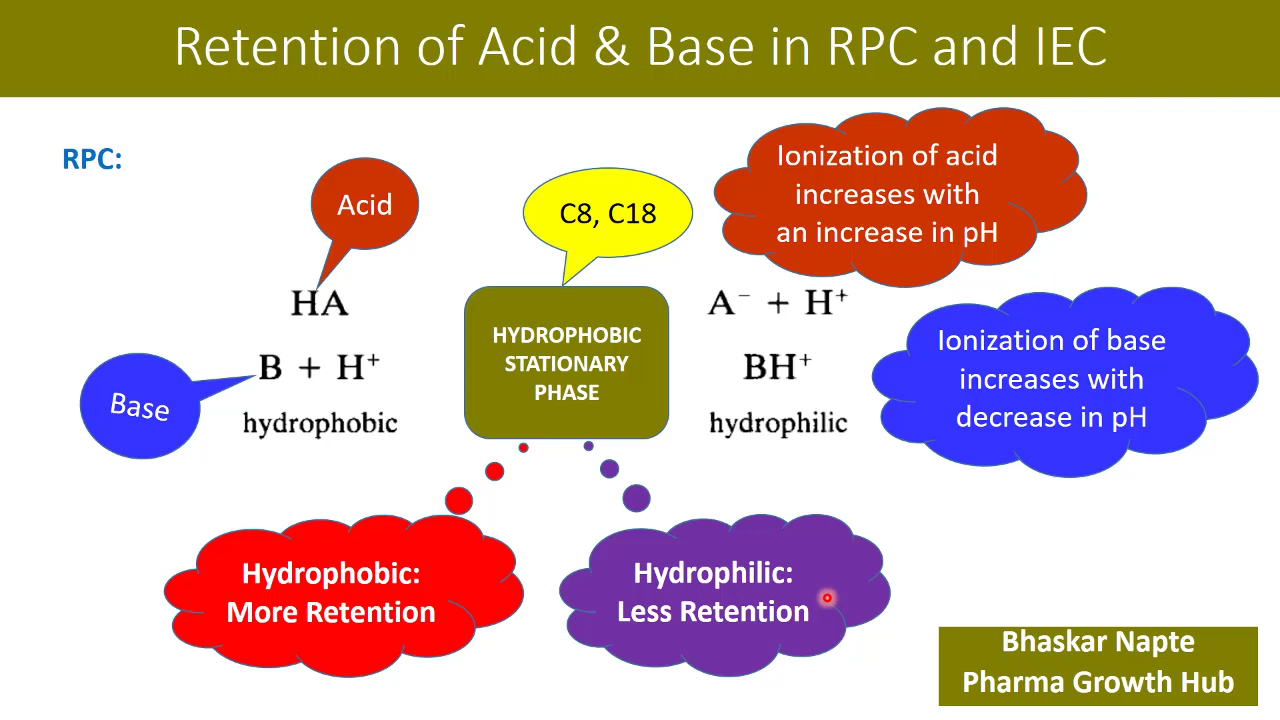 Retention of Acid & Base in RPC and IEC
RPC:
Acid
C8, C18
Ionization of acid
increases with
an increase in pH
HA
HYDROPHOBIC
STATIONARY
PHASE
A⁻ + H⁺
Base
B + H⁺
BH⁺
Ionization of base
increases with
decrease in pH
hydrophobic
hydrophilic
Hydrophobic:
More Retention
Hydrophilic:
Less Retention
Bhaskar Napte
Pharma Growth Hub